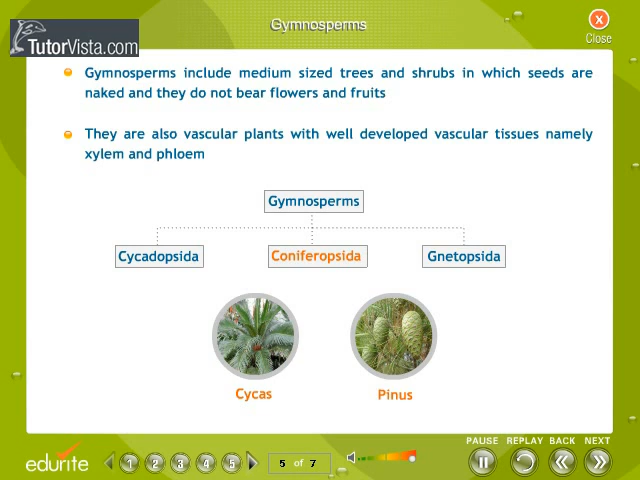 Gymnosperms
x
Close
TutorVista.com
Gymnosperms include medium sized trees and shrubs in which seeds are
naked and they do not bear flowers and fruits
They are also vascular plants with well developed vascular tissues namely
xylem and phloem
Gymnosperms
Cycadopsida
Coniferopsida
Gnetopsida
Cycas
Pinus
PAUSE REPLAY BACK NEXT
edurite
1 2 3 4 5
5 of 7